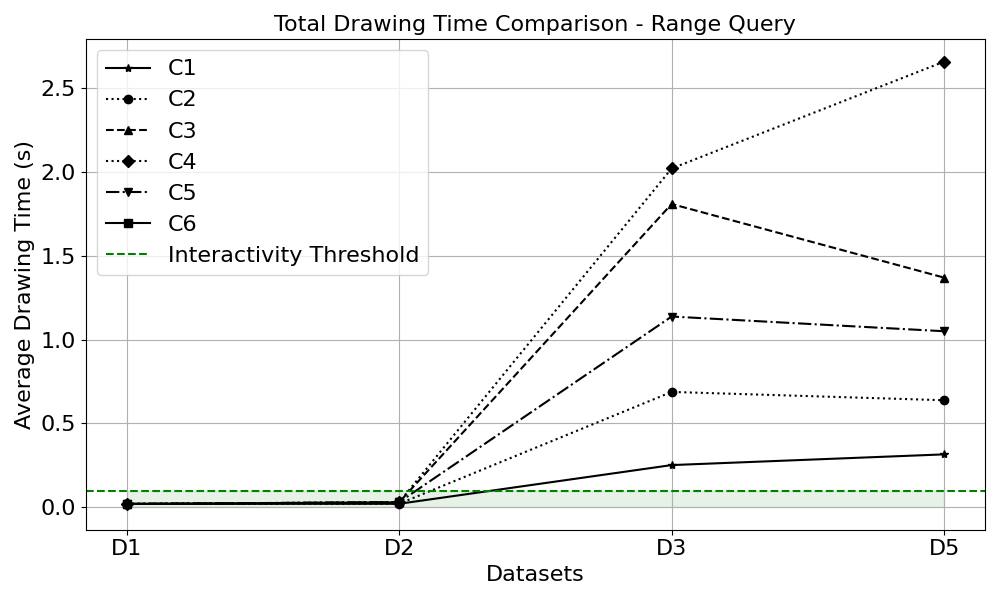 Total Drawing Time Comparison - Range Query
C1
C2
C3
C4
C5
C6
Interactivity Threshold
Average Drawing Time (s)
2.5
2.0
1.5
1.0
0.5
0.0
D1 D2 D3 D5
Datasets